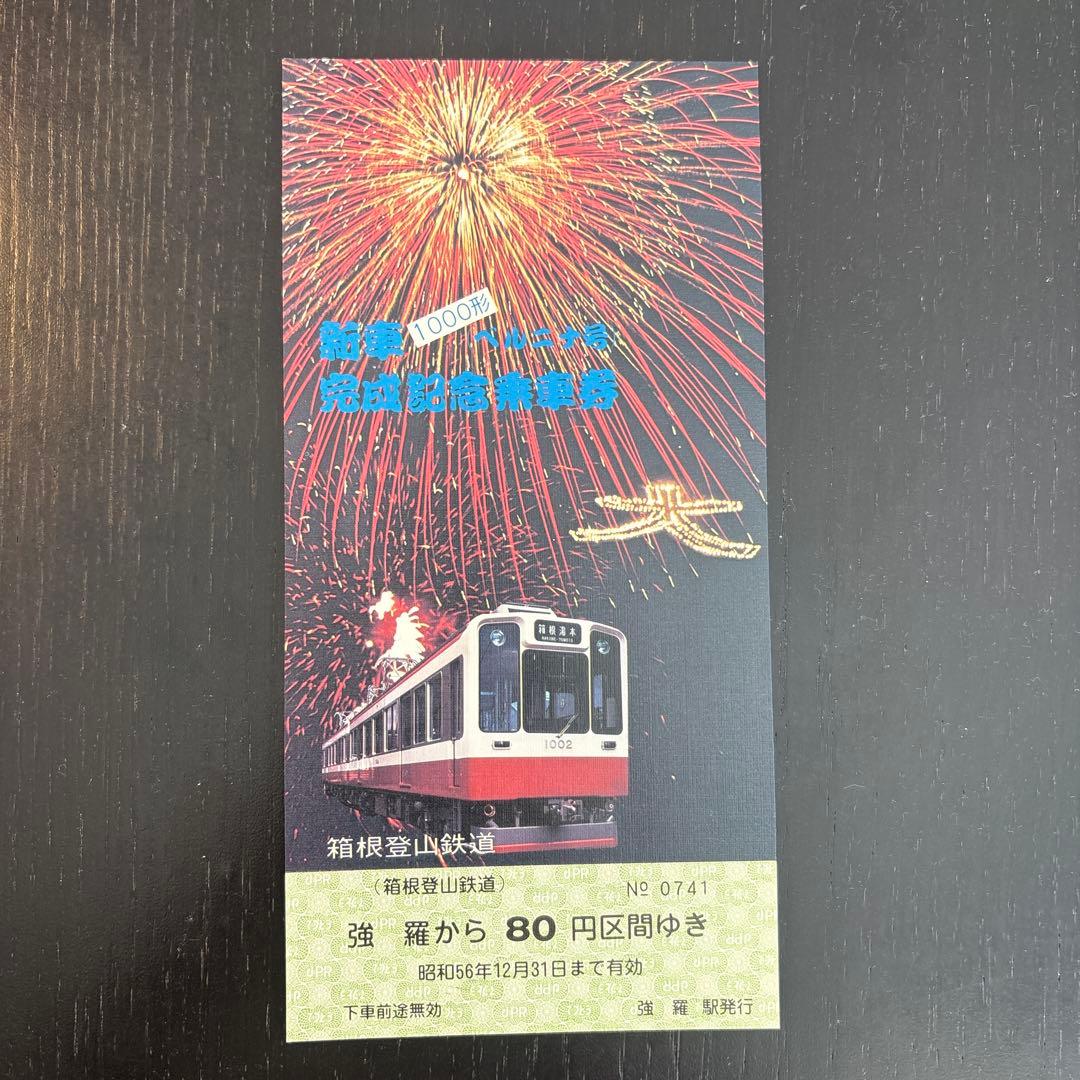 新車 1000形 ベルニナ号
完成記念乗車券
大
箱根湯本
HAKONE-YUMOTO
1002
箱根登山鉄道
(箱根登山鉄道) № 0741
強 羅から 80 円区間ゆき
昭和56年12月31日まで有効
下車前途無効 強 羅 駅発行